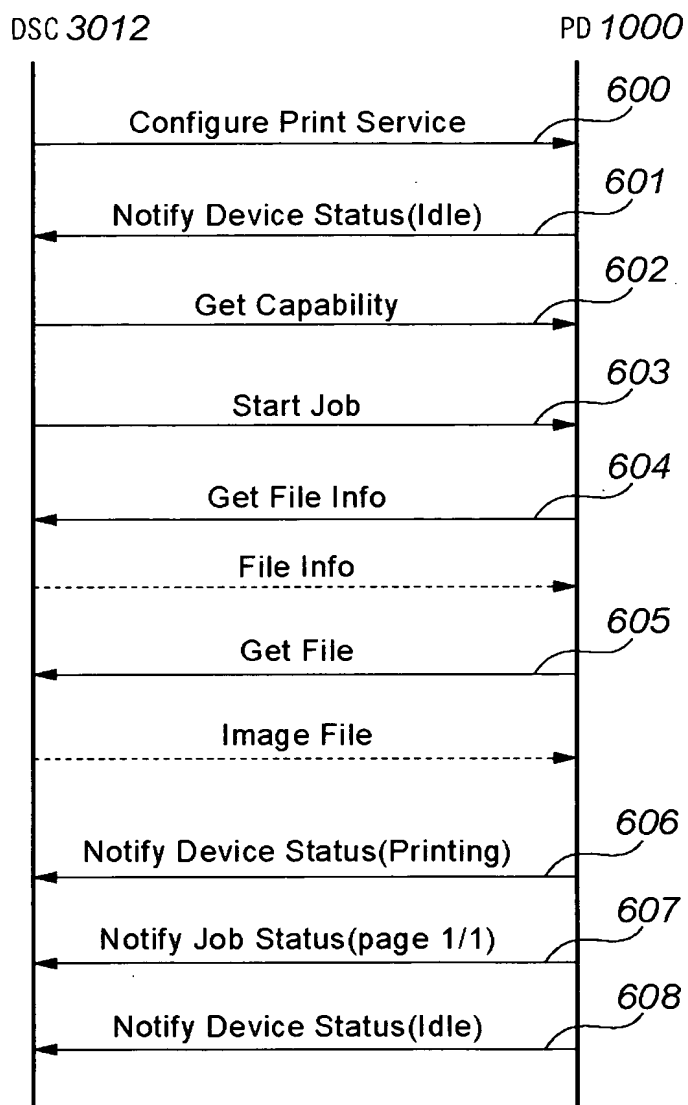 DSC 3012 PD 1000
600
Configure Print Service
601
Notify Device Status(Idle)
602
Get Capability
603
Start Job
604
Get File Info
File Info
605
Get File
Image File
606
Notify Device Status(Printing)
607
Notify Job Status(page 1/1)
608
Notify Device Status(Idle)